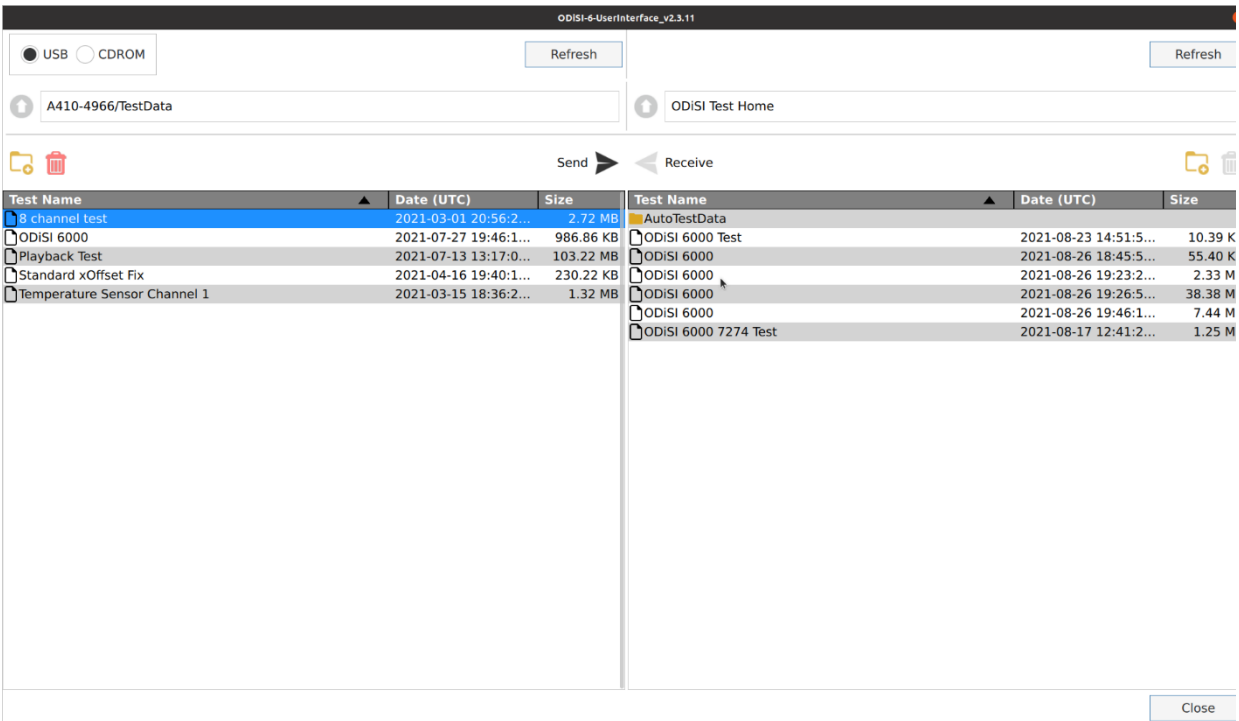 ODiSI-6-UserInterface_v2.3.11
USB CDROM Refresh Refresh
A410-4966/TestData ODiSI Test Home
Send Receive
Test Name Date (UTC) Size Test Name Date (UTC) Size
8 channel test 2021-03-01 20:56:2... 2.72 MB AutoTestData
ODiSI 6000 2021-07-27 19:46:1... 986.86 KB ODiSI 6000 Test 2021-08-23 14:51:5... 10.39 K
Playback Test 2021-07-13 13:17:0... 103.22 MB ODiSI 6000 2021-08-26 18:45:5... 55.40 K
Standard xOffset Fix 2021-04-16 19:40:1... 230.22 KB ODiSI 6000 2021-08-26 19:23:2... 2.33 M
Temperature Sensor Channel 1 2021-03-15 18:36:2... 1.32 MB ODiSI 6000 2021-08-26 19:26:5... 38.38 M
ODiSI 6000 2021-08-26 19:46:1... 7.44 M
ODiSI 6000 7274 Test 2021-08-17 12:41:2... 1.25 M
Close